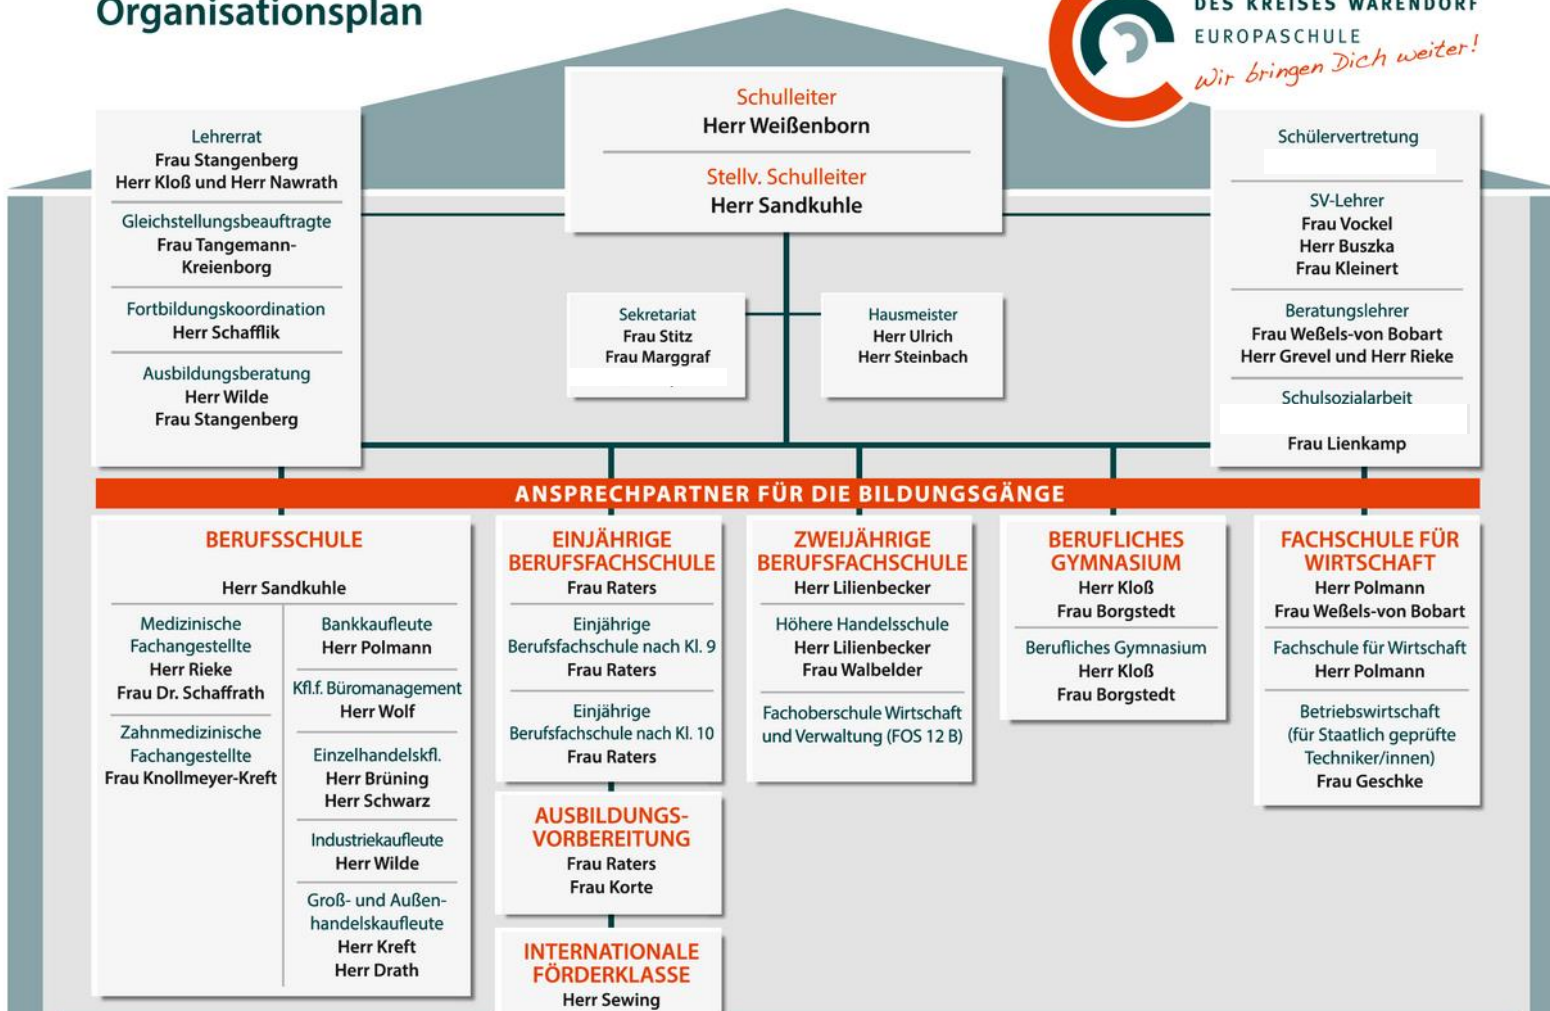 Organisationsplan
DES KREISES WARENDORF
EUROPASCHULE
Wir bringen Dich weiter!
Schulleiter
Herr Weißenborn
Stellv. Schulleiter
Herr Sandkuhle
Lehrerrat
Frau Stangenberg
Herr Kloß und Herr Nawrath
Gleichstellungsbeauftragte
Frau Tangemann-
Kreienborg
Fortbildungskoordination
Herr Schafflik
Ausbildungsberatung
Herr Wilde
Frau Stangenberg
Sekretariat
Frau Stitz
Frau Marggraf
Hausmeister
Herr Ulrich
Herr Steinbach
Schülervertretung
SV-Lehrer
Frau Vockel
Herr Buszka
Frau Kleinert
Beratungslehrer
Frau Weßels-von Bobart
Herr Grevel und Herr Rieke
Schulsozialarbeit
Frau Lienkamp
ANSPRECHPARTNER FÜR DIE BILDUNGSGÄNGE
BERUFSSCHULE
Herr Sandkuhle
Medizinische
Fachangestellte
Herr Rieke
Frau Dr. Schaffrath
Zahnmedizinische
Fachangestellte
Frau Knollmeyer-Kreft
Bankkaufleute
Herr Polmann
Kfl.f. Büromanagement
Herr Wolf
Einzelhandelskfl.
Herr Brüning
Herr Schwarz
Industriekaufleute
Herr Wilde
Groß- und Außen-
handelskaufleute
Herr Kreft
Herr Drath
EINJÄHRIGE
BERUFSFACHSCHULE
Frau Raters
Einjährige
Berufsfachschule nach Kl. 9
Frau Raters
Einjährige
Berufsfachschule nach Kl. 10
Frau Raters
AUSBILDUNGS-
VORBEREITUNG
Frau Raters
Frau Korte
INTERNATIONALE
FÖRDERKLASSE
Herr Sewing
ZWEIJÄHRIGE
BERUFSFACHSCHULE
Herr Lilienbecker
Höhere Handelsschule
Herr Lilienbecker
Frau Walbelder
Fachoberschule Wirtschaft
und Verwaltung (FOS 12 B)
BERUFLICHES
GYMNASIUM
Herr Kloß
Frau Borgstedt
Berufliches Gymnasium
Herr Kloß
Frau Borgstedt
FACHSCHULE FÜR
WIRTSCHAFT
Herr Polmann
Frau Weßels-von Bobart
Fachschule für Wirtschaft
Herr Polmann
Betriebswirtschaft
(für Staatlich geprüfte
Techniker/innen)
Frau Geschke